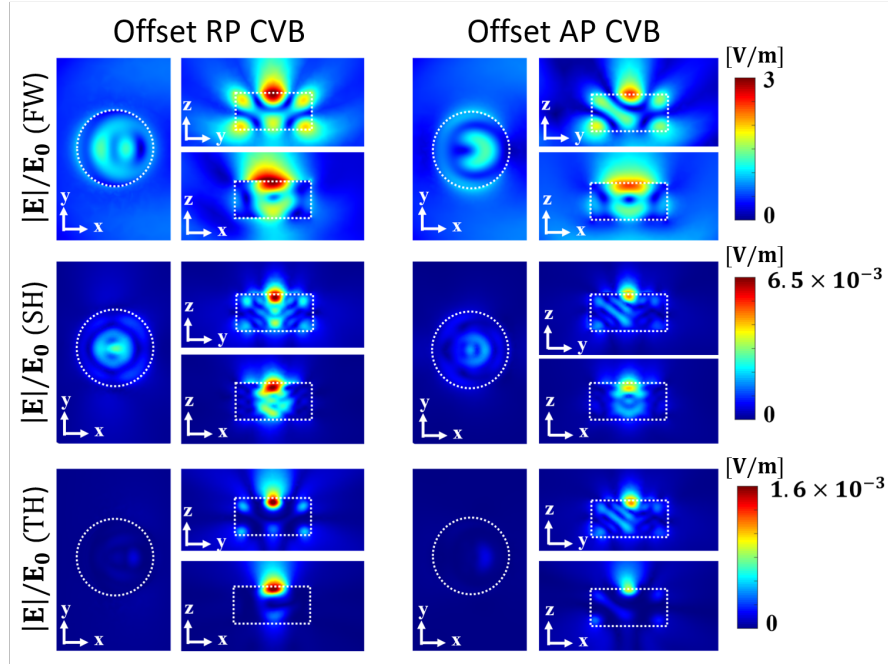 Offset RP CVB
Offset AP CVB
|E|/E₀ (FW)
y
x
z
y
z
x
y
x
z
y
z
x
[V/m]
3
0
|E|/E₀ (SH)
y
x
z
y
z
x
y
x
z
y
z
x
[V/m]
6.5 × 10⁻³
0
|E|/E₀ (TH)
y
x
z
y
z
x
y
x
z
y
z
x
[V/m]
1.6 × 10⁻³
0